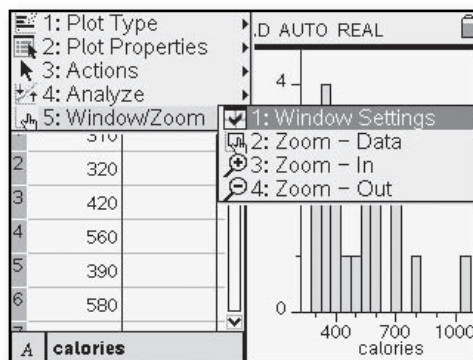 1: Plot Type
2: Plot Properties
3: Actions
4: Analyze
5: Window/Zoom
1: Window Settings
2: Zoom – Data
3: Zoom – In
4: Zoom – Out
.D AUTO REAL
1
310
2 320
3 420
4 560
5 390
6 580
A calories
4
0
400 700 1000
calories